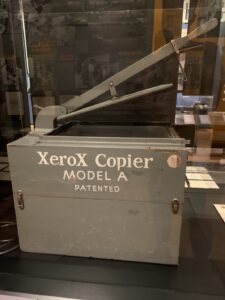 XeroX Copier
MODEL A
PATENTED